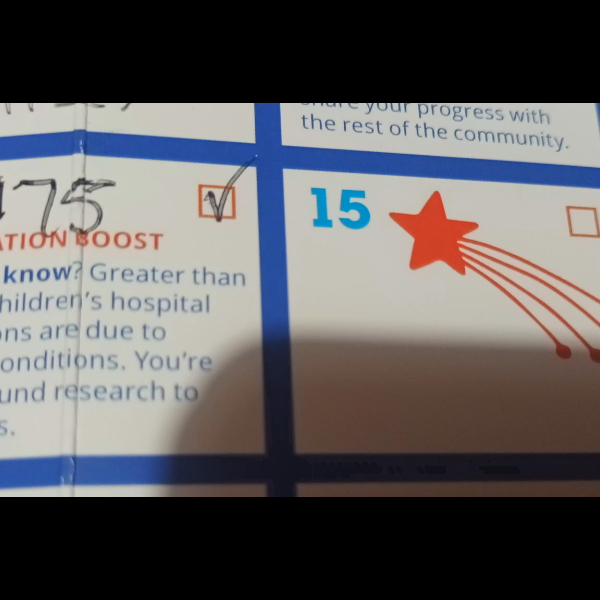 share your progress with
the rest of the community.
175
ATION BOOST
know? Greater than
hildren's hospital
ons are due to
onditions. You're
und research to
s.
15